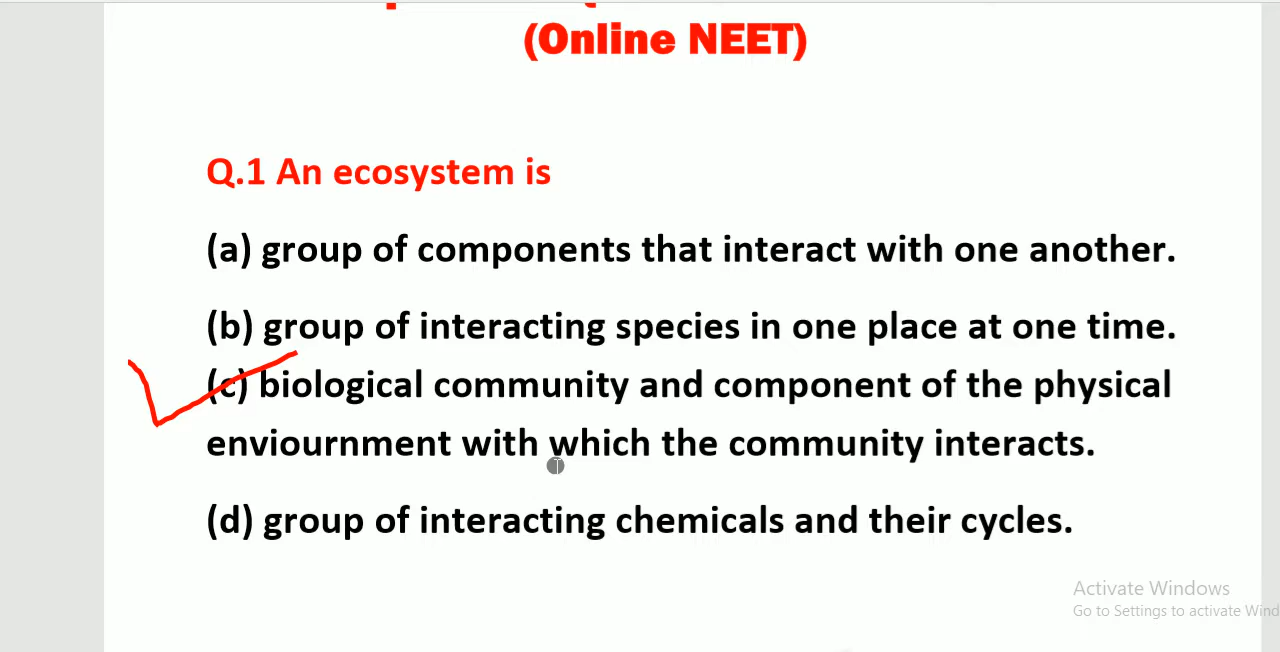 (Online NEET)
Q.1 An ecosystem is
(a) group of components that interact with one another.
(b) group of interacting species in one place at one time.
(c) biological community and component of the physical
enviournment with which the community interacts.
(d) group of interacting chemicals and their cycles.
Activate Windows
Go to Settings to activate Wind